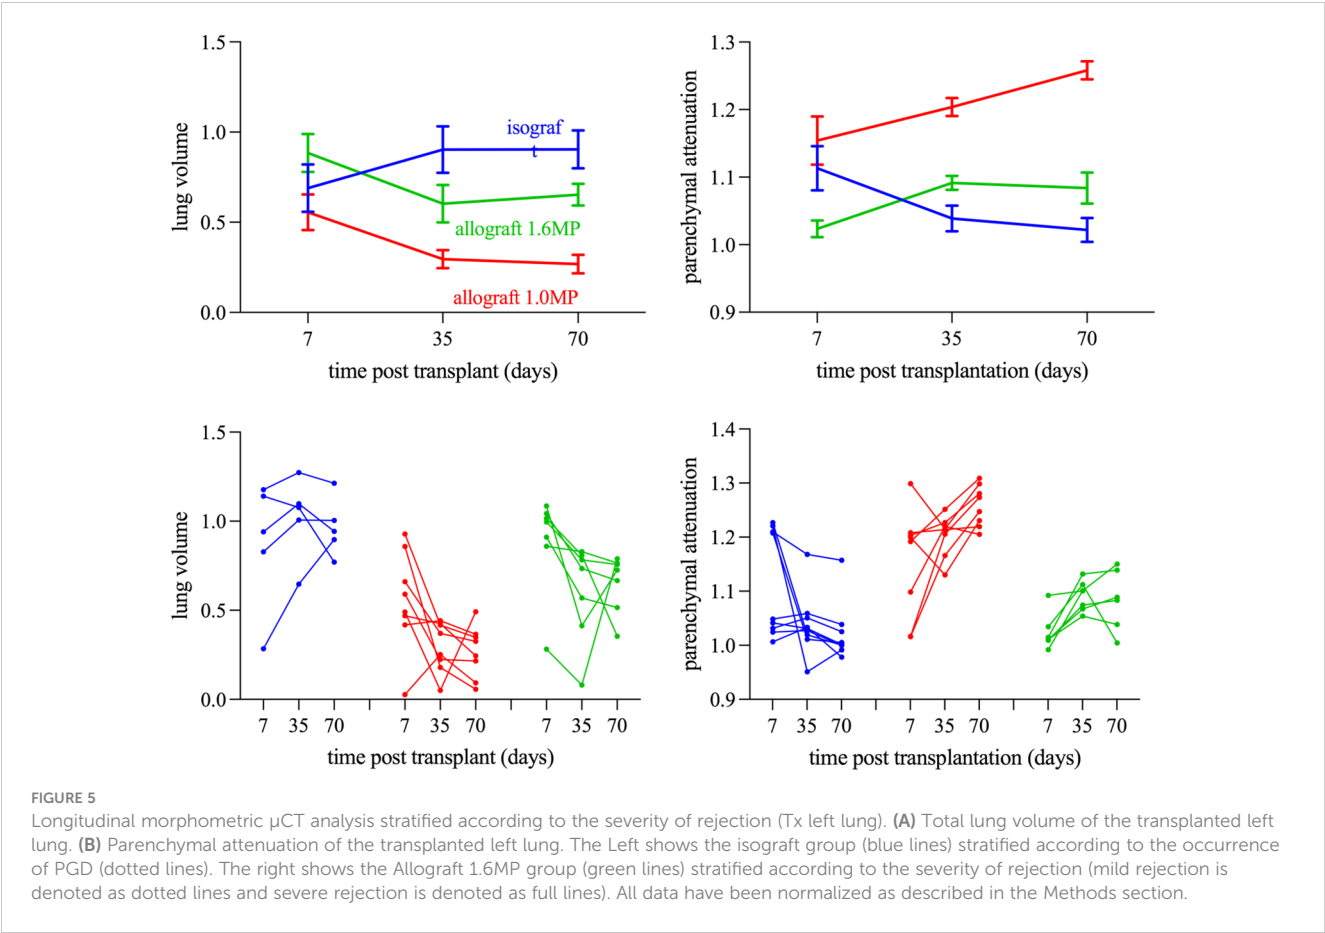 1.5
1.0
0.5
0.0
lung volume
isograf
t
allograft 1.6MP
allograft 1.0MP
7 35 70
time post transplant (days)
1.3
1.2
1.1
1.0
0.9
parenchymal attenuation
7 35 70
time post transplantation (days)
1.5
1.0
0.5
0.0
lung volume
7 35 70 7 35 70 7 35 70
time post transplant (days)
1.4
1.3
1.2
1.1
1.0
0.9
parenchymal attenuation
7 35 70 7 35 70 7 35 70
time post transplantation (days)
FIGURE 5
Longitudinal morphometric µCT analysis stratified according to the severity of rejection (Tx left lung). (A) Total lung volume of the transplanted left
lung. (B) Parenchymal attenuation of the transplanted left lung. The Left shows the isograft group (blue lines) stratified according to the occurrence
of PGD (dotted lines). The right shows the Allograft 1.6MP group (green lines) stratified according to the severity of rejection (mild rejection is
denoted as dotted lines and severe rejection is denoted as full lines). All data have been normalized as described in the Methods section.